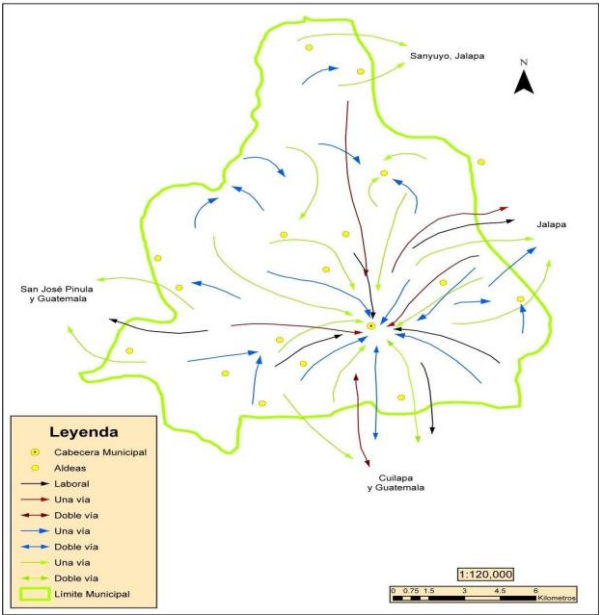 Sanyuyo, Jalapa
N
Jalapa
San José Pinula
y Guatemala
Cuilapa
y Guatemala
Leyenda
Cabecera Municipal
Aldeas
Laboral
Una vía
Doble vía
Una vía
Doble vía
Una vía
Doble vía
Límite Municipal
1:120,000
0 0.75 1.5 3 4.5 6
Kilometros